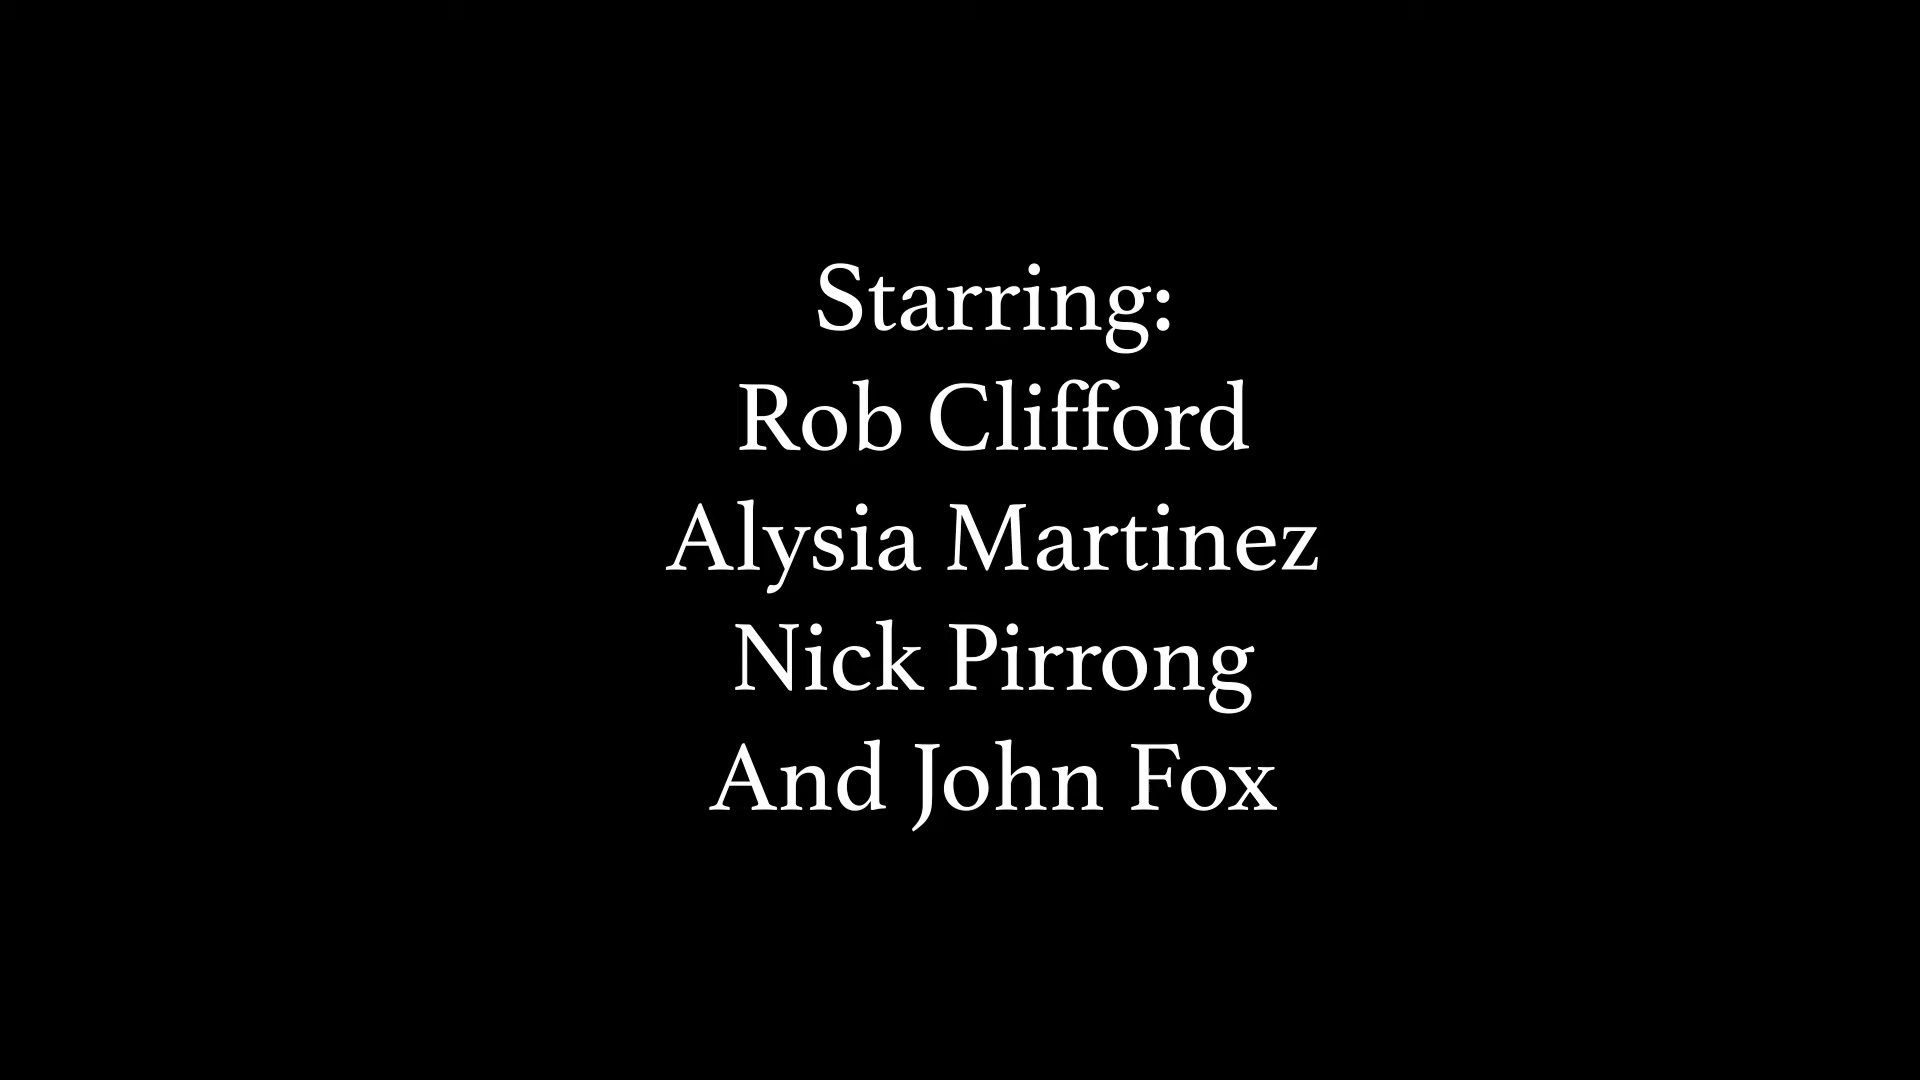 Starring:
Rob Clifford
Alysia Martinez
Nick Pirrong
And John Fox